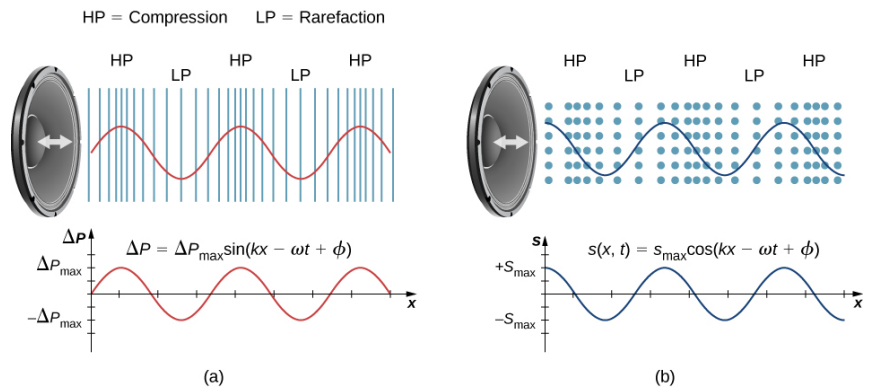 HP = Compression LP = Rarefaction
HP LP HP LP HP
ΔP
ΔP = ΔPmaxsin(kx − ωt + ϕ)
ΔPmax
−ΔPmax
x
(a)
HP LP HP LP HP
s
s(x, t) = smaxcos(kx − ωt + ϕ)
+Smax
−Smax
x
(b)